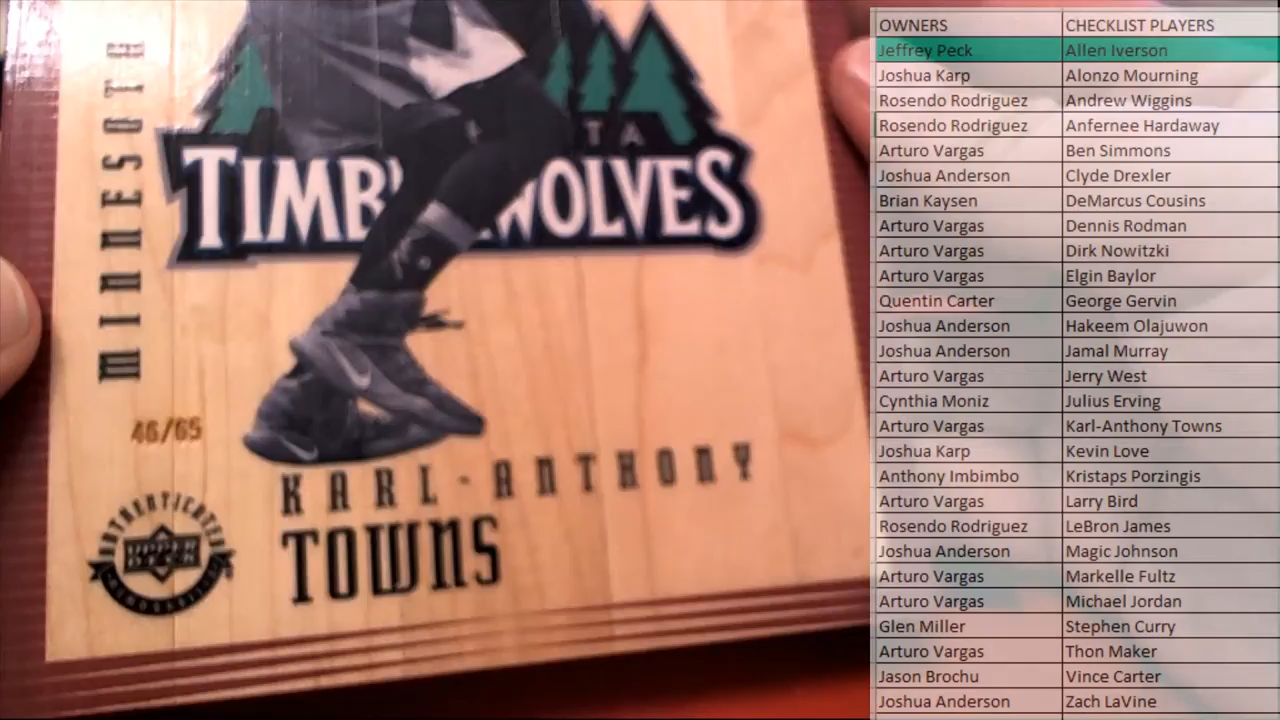 MINNESOTA
TA
TIMB WOLVES
46/65
KARL-ANTHONY
TOWNS
AUTHENTICATED
UPPER DECK
OWNERS CHECKLIST PLAYERS
Jeffrey Peck Allen Iverson
Joshua Karp Alonzo Mourning
Rosendo Rodriguez Andrew Wiggins
Rosendo Rodriguez Anfernee Hardaway
Arturo Vargas Ben Simmons
Joshua Anderson Clyde Drexler
Brian Kaysen DeMarcus Cousins
Arturo Vargas Dennis Rodman
Arturo Vargas Dirk Nowitzki
Arturo Vargas Elgin Baylor
Quentin Carter George Gervin
Joshua Anderson Hakeem Olajuwon
Joshua Anderson Jamal Murray
Arturo Vargas Jerry West
Cynthia Moniz Julius Erving
Arturo Vargas Karl-Anthony Towns
Joshua Karp Kevin Love
Anthony Imbimbo Kristaps Porzingis
Arturo Vargas Larry Bird
Rosendo Rodriguez LeBron James
Joshua Anderson Magic Johnson
Arturo Vargas Markelle Fultz
Arturo Vargas Michael Jordan
Glen Miller Stephen Curry
Arturo Vargas Thon Maker
Jason Brochu Vince Carter
Joshua Anderson Zach LaVine